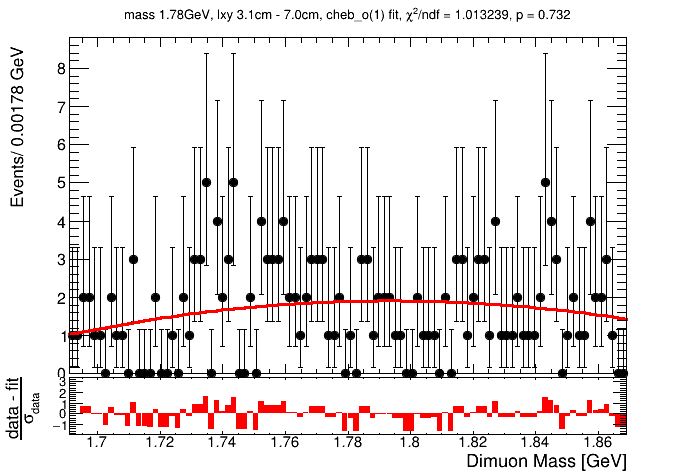 mass 1.78GeV, lxy 3.1cm - 7.0cm, cheb_o(1) fit, χ²/ndf = 1.013239, p = 0.732
Events/ 0.00178 GeV
8
7
6
5
4
3
2
1
0
data - fit
σdata
3
2
1
0
−1
1.7 1.72 1.74 1.76 1.78 1.8 1.82 1.84 1.86
Dimuon Mass [GeV]